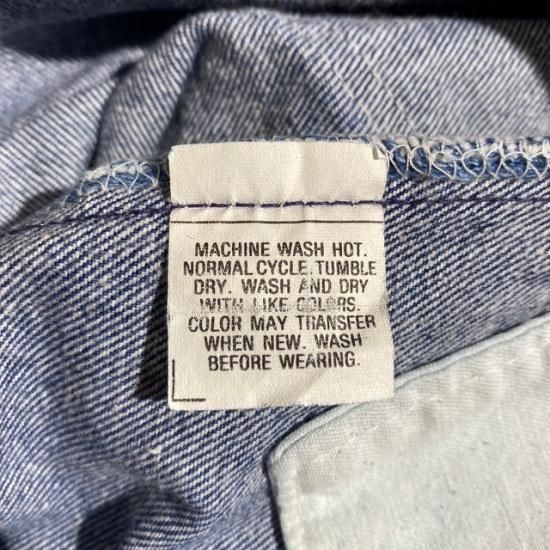 MACHINE WASH HOT.
NORMAL CYCLE. TUMBLE
DRY. WASH AND DRY
WITH LIKE COLORS.
COLOR MAY TRANSFER
WHEN NEW. WASH
BEFORE WEARING.